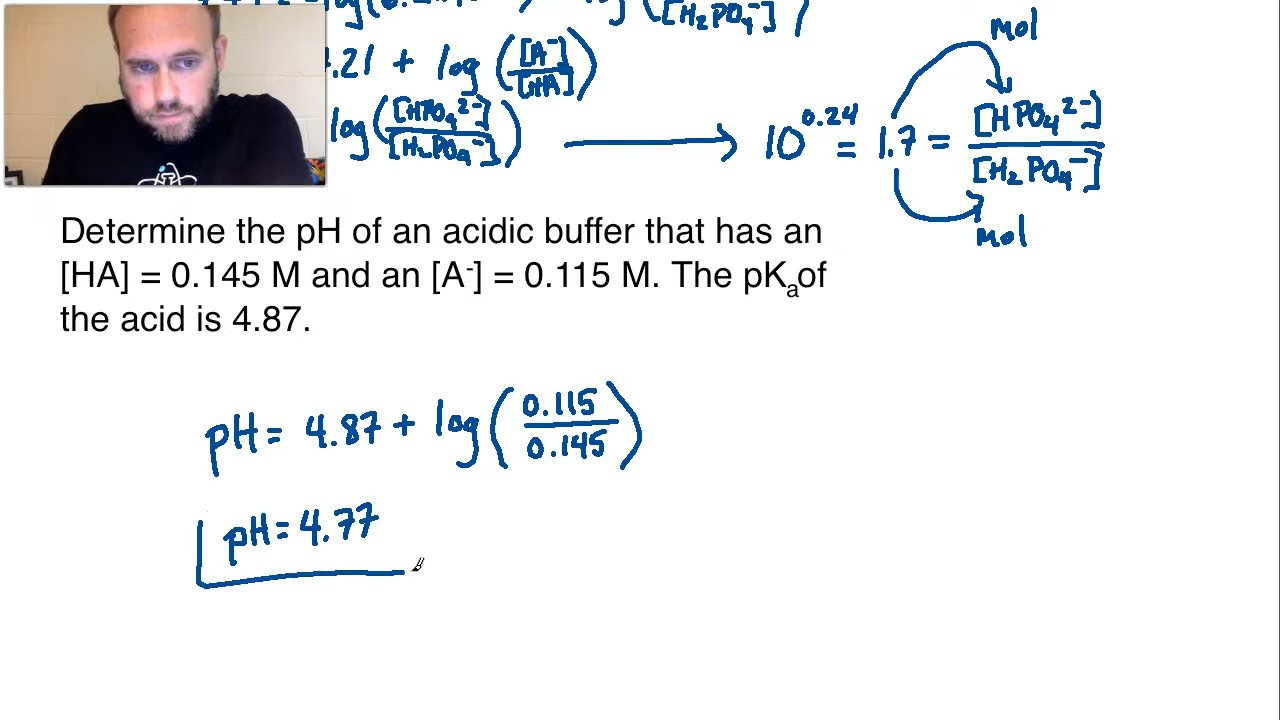 [H₂PO₄⁻]
.21 + log([A⁻]/[HA])
log([HPO₄²⁻]/[H₂PO₄⁻]) → 10^0.24 = 1.7 = [HPO₄²⁻]/[H₂PO₄⁻]
mol
mol
Determine the pH of an acidic buffer that has an
[HA] = 0.145 M and an [A⁻] = 0.115 M. The pKₐof
the acid is 4.87.
pH = 4.87 + log(0.115/0.145)
pH = 4.77